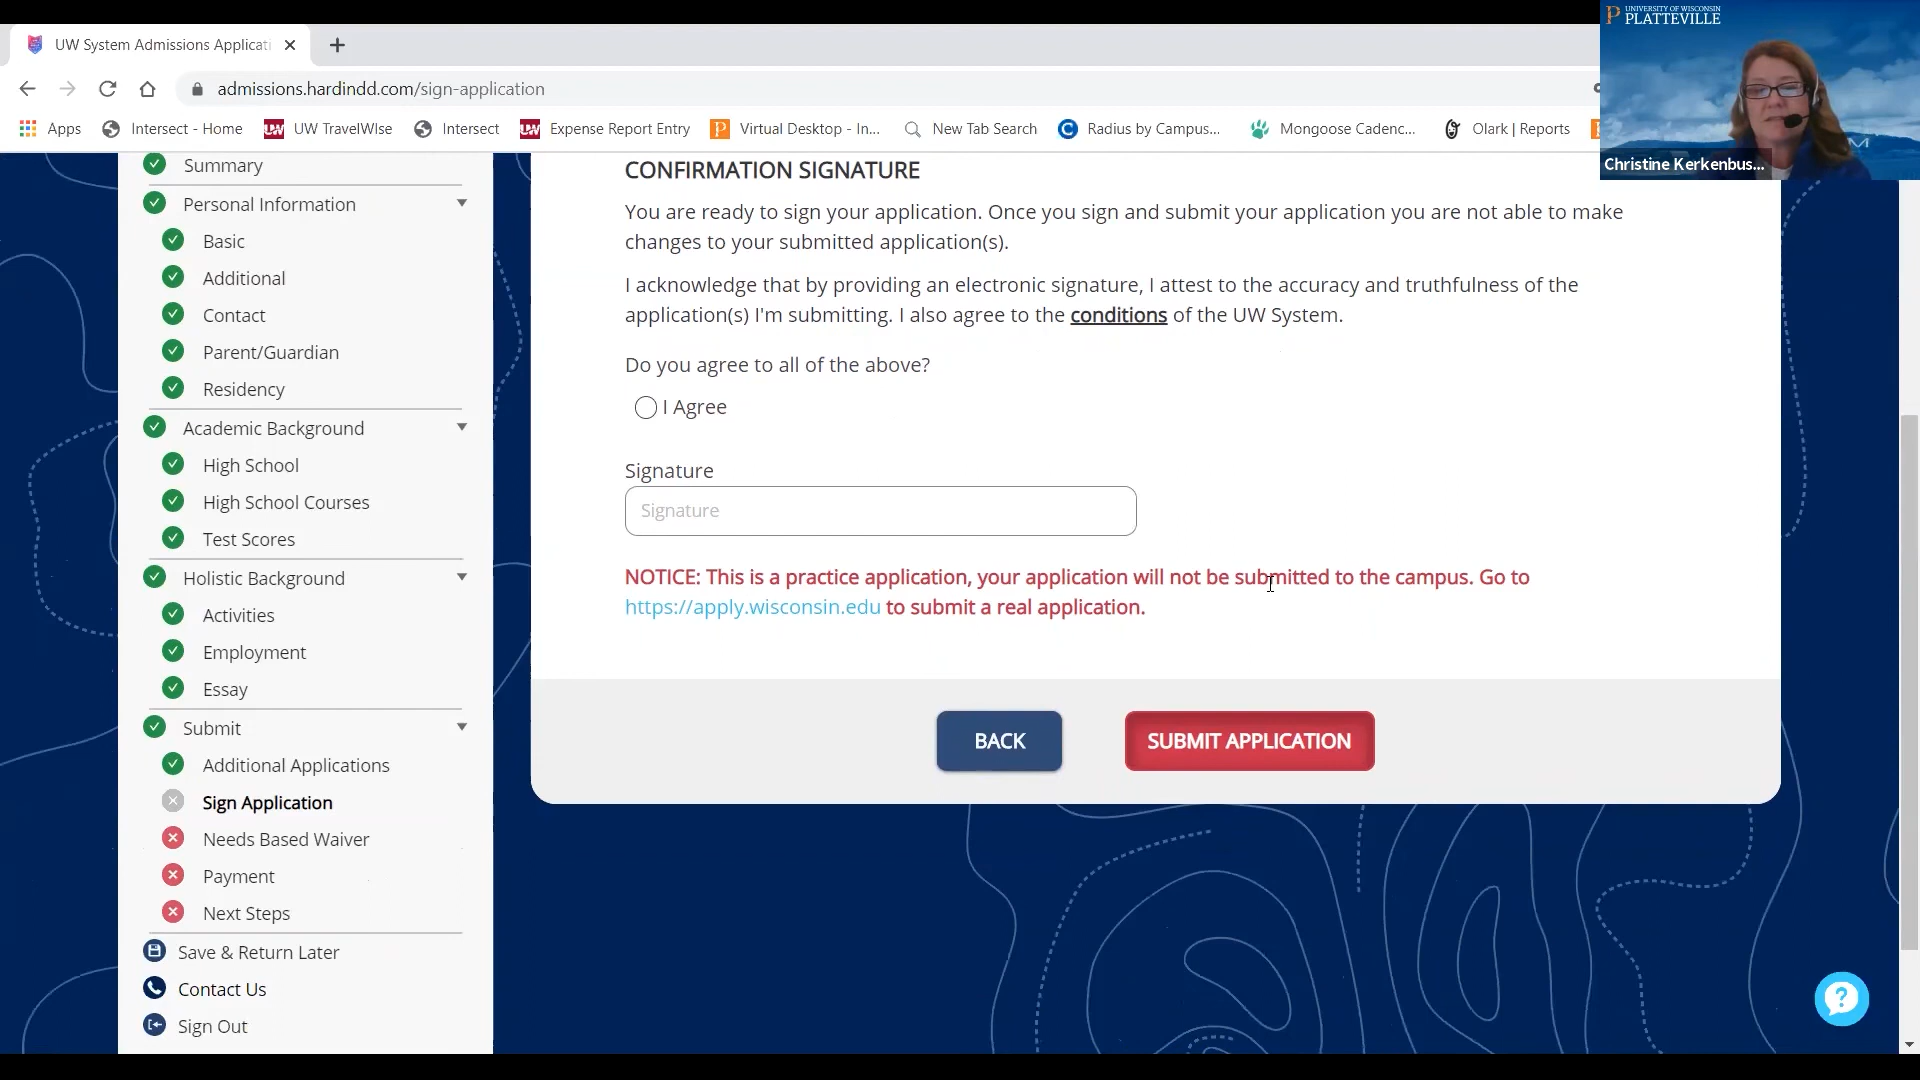 UW System Admissions Applicati
admissions.hardindd.com/sign-application
Apps
Intersect - Home
UW TravelWIse
Intersect
Expense Report Entry
Virtual Desktop - In...
New Tab Search
Radius by Campus...
Mongoose Cadenc...
Olark | Reports
UNIVERSITY OF WISCONSIN
PLATTEVILLE
Christine Kerkenbus...
Summary
Personal Information
Basic
Additional
Contact
Parent/Guardian
Residency
Academic Background
High School
High School Courses
Test Scores
Holistic Background
Activities
Employment
Essay
Submit
Additional Applications
Sign Application
Needs Based Waiver
Payment
Next Steps
Save & Return Later
Contact Us
Sign Out
CONFIRMATION SIGNATURE
You are ready to sign your application. Once you sign and submit your application you are not able to make
changes to your submitted application(s).
I acknowledge that by providing an electronic signature, I attest to the accuracy and truthfulness of the
application(s) I'm submitting. I also agree to the conditions of the UW System.
Do you agree to all of the above?
I Agree
Signature
Signature
NOTICE: This is a practice application, your application will not be submitted to the campus. Go to
https://apply.wisconsin.edu to submit a real application.
BACK
SUBMIT APPLICATION